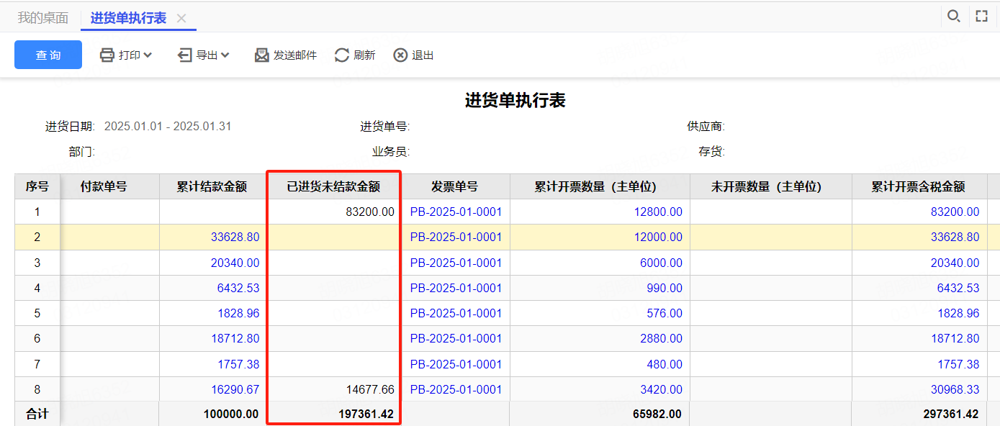 我的桌面 进货单执行表
查询 打印 导出 发送邮件 刷新 退出
进货单执行表
进货日期: 2025.01.01 - 2025.01.31 进货单号: 供应商:
部门: 业务员: 存货:
序号 付款单号 累计结款金额 已进货未结款金额 发票单号 累计开票数量（主单位） 未开票数量（主单位） 累计开票含税金额
1 83200.00 PB-2025-01-0001 12800.00 83200.00
2 33628.80 PB-2025-01-0001 12000.00 33628.80
3 20340.00 PB-2025-01-0001 6000.00 20340.00
4 6432.53 PB-2025-01-0001 990.00 6432.53
5 1828.96 PB-2025-01-0001 576.00 1828.96
6 18712.80 PB-2025-01-0001 2880.00 18712.80
7 1757.38 PB-2025-01-0001 480.00 1757.38
8 16290.67 14677.66 PB-2025-01-0001 3420.00 30968.33
合计 100000.00 197361.42 65982.00 297361.42